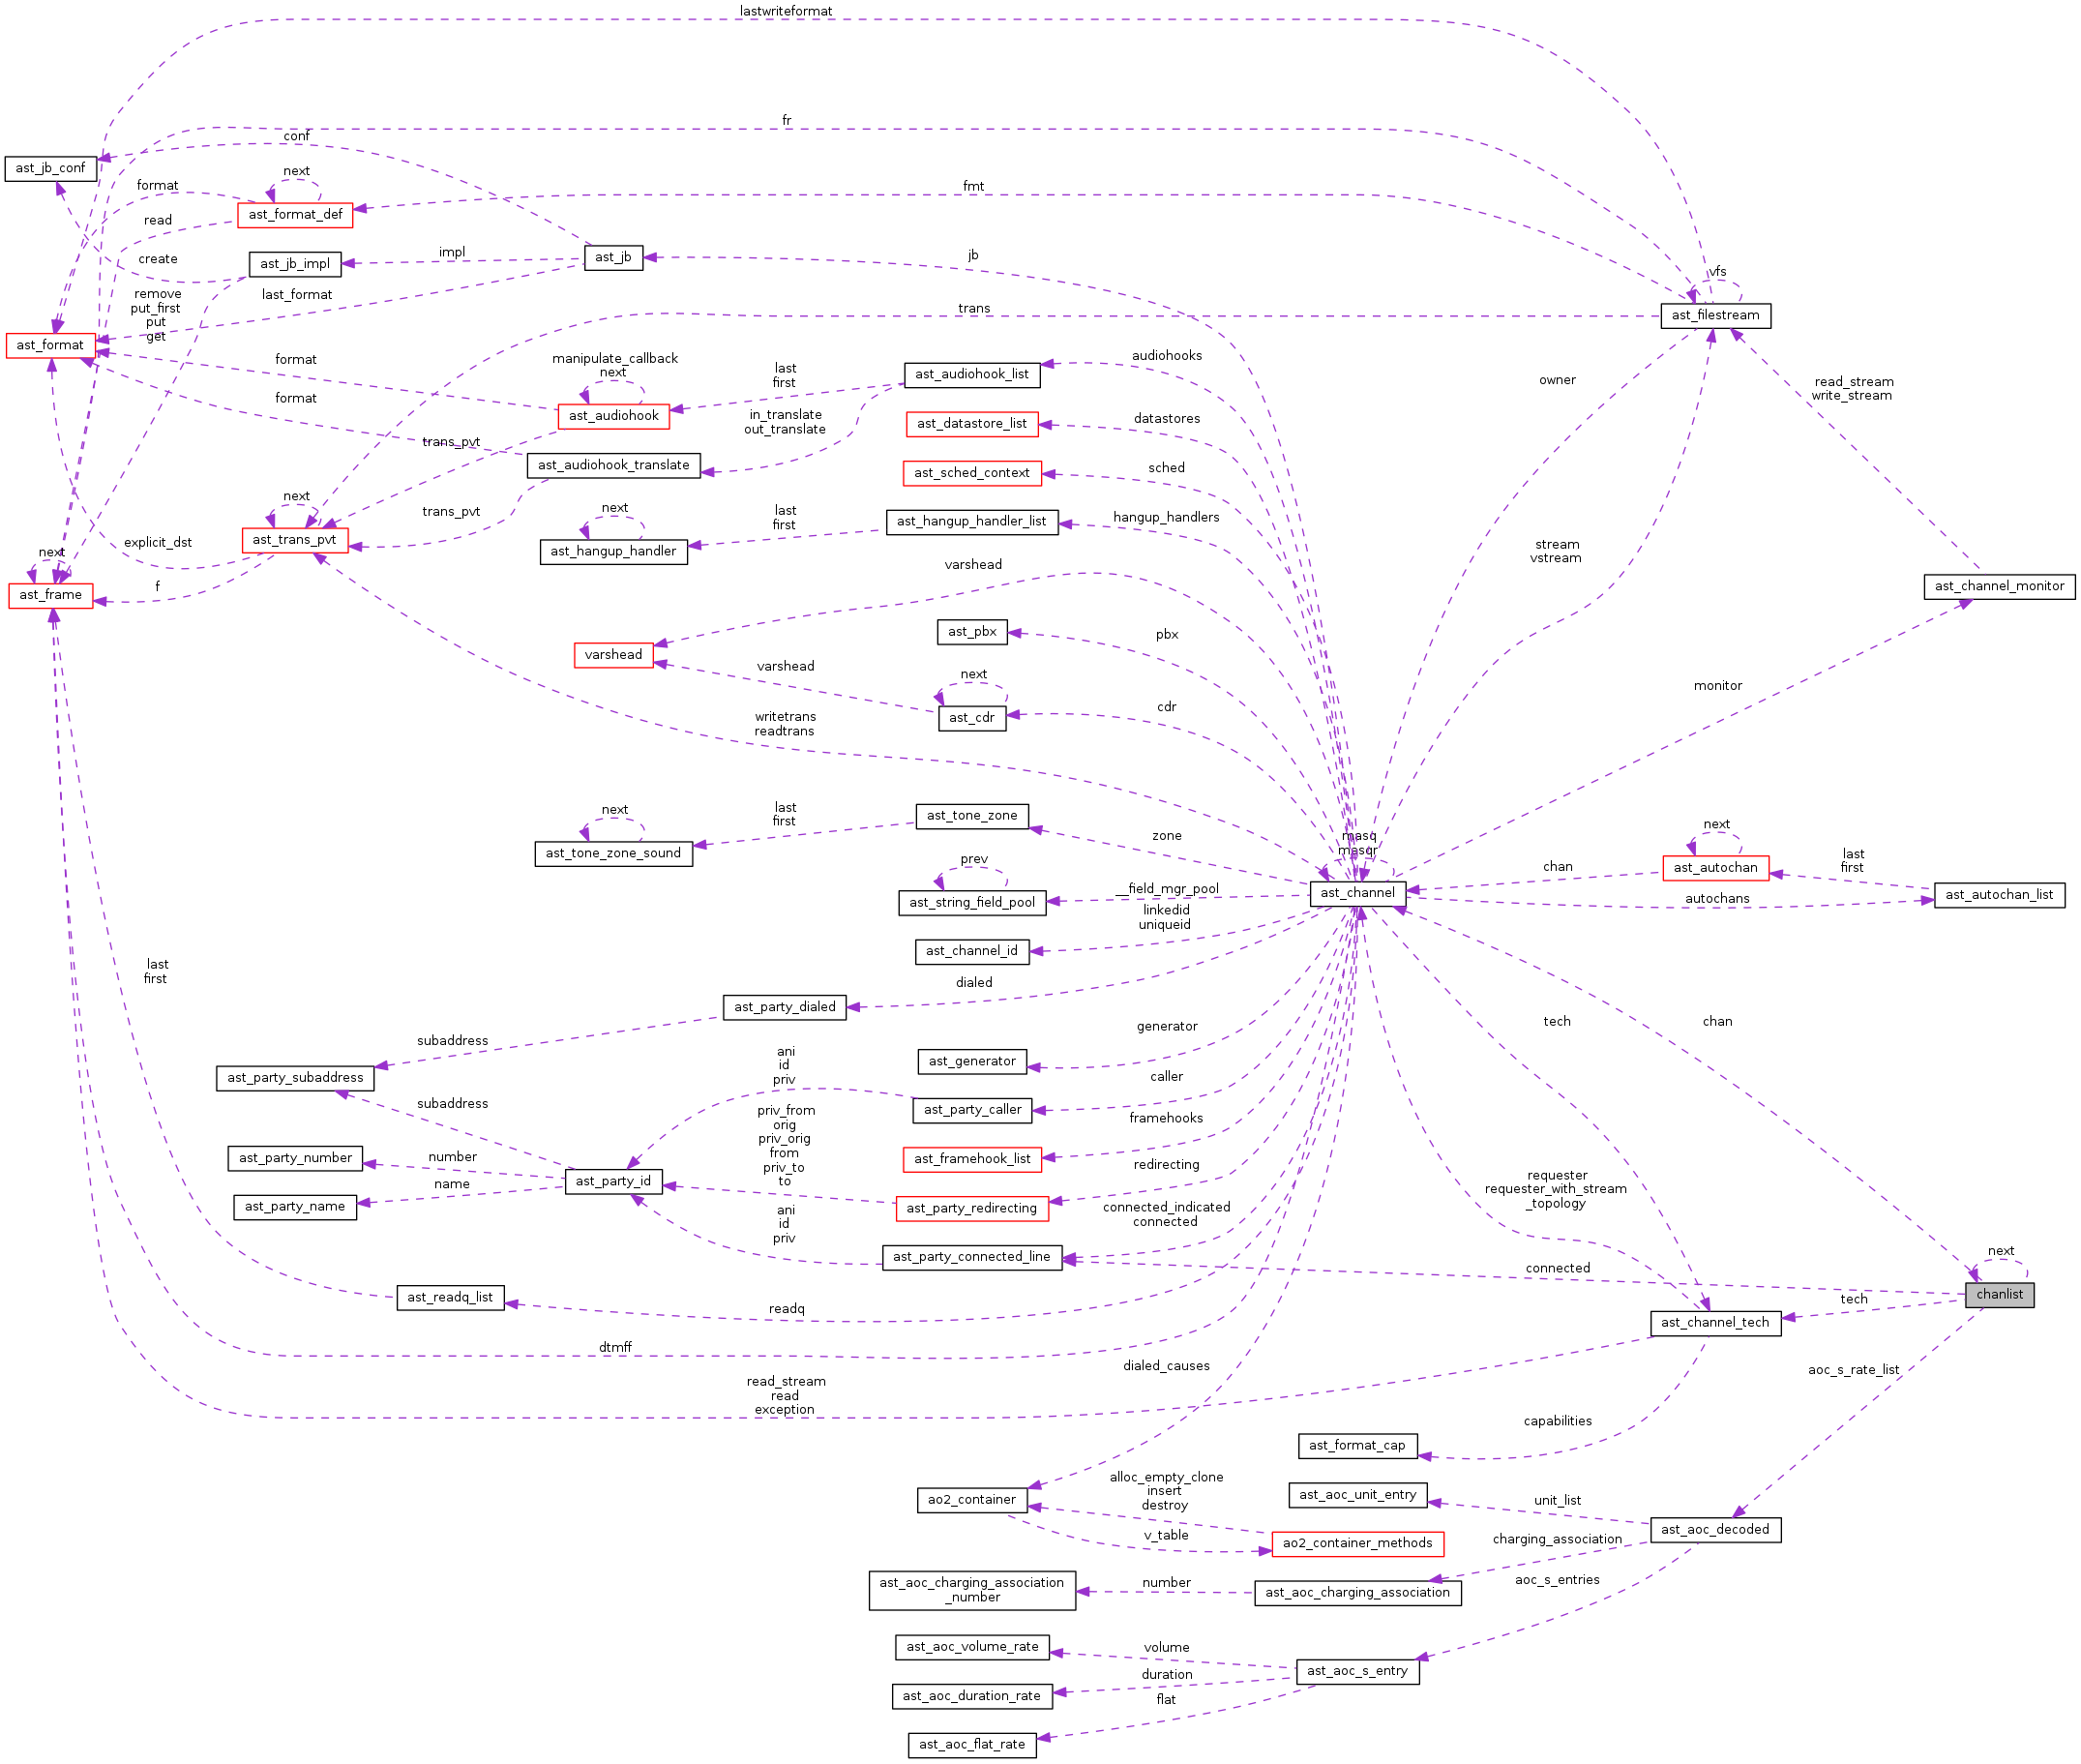 lastwriteformat
fr
conf
ast_jb_conf
next
format
fmt
ast_format_def
read
impl
jb
ast_jb
create
ast_jb_impl
vfs
last_format
remove
put_first
put
get
trans
ast_filestream
ast_format
format
manipulate_callback
next
last
first
audiohooks
ast_audiohook_list
owner
read_stream
write_stream
format
ast_audiohook
in_translate
out_translate
datastores
ast_datastore_list
trans_pvt
ast_audiohook_translate
sched
ast_sched_context
next
trans_pvt
next
last
first
hangup_handlers
ast_hangup_handler_list
explicit_dst
ast_trans_pvt
ast_hangup_handler
stream
vstream
next
varshead
f
ast_frame
ast_channel_monitor
pbx
ast_pbx
varshead
varshead
next
monitor
cdr
ast_cdr
writetrans
readtrans
next
last
first
ast_tone_zone
zone
masq
masqr
next
ast_tone_zone_sound
prev
chan
ast_autochan
last
first
__field_mgr_pool
ast_channel
autochans
ast_autochan_list
ast_string_field_pool
linkedid
uniqueid
ast_channel_id
last
first
dialed
ast_party_dialed
generator
tech
chan
subaddress
ani
id
priv
ast_generator
ast_party_subaddress
caller
subaddress
ast_party_caller
priv_from
orig
priv_orig
from
priv_to
to
framehooks
number
ast_party_number
ast_framehook_list
redirecting
name
ast_party_id
requester
requester_with_stream
_topology
ast_party_name
ast_party_redirecting
ani
id
priv
connected_indicated
connected
ast_party_connected_line
next
connected
ast_readq_list
readq
tech
chanlist
ast_channel_tech
dtmff
dialed_causes
aoc_s_rate_list
read_stream
read
exception
capabilities
ast_format_cap
alloc_empty_clone
insert
destroy
ao2_container
ast_aoc_unit_entry
unit_list
v_table
ao2_container_methods
charging_association
ast_aoc_decoded
ast_aoc_charging_association
_number
number
ast_aoc_charging_association
aoc_s_entries
volume
ast_aoc_volume_rate
duration
ast_aoc_s_entry
ast_aoc_duration_rate
flat
ast_aoc_flat_rate